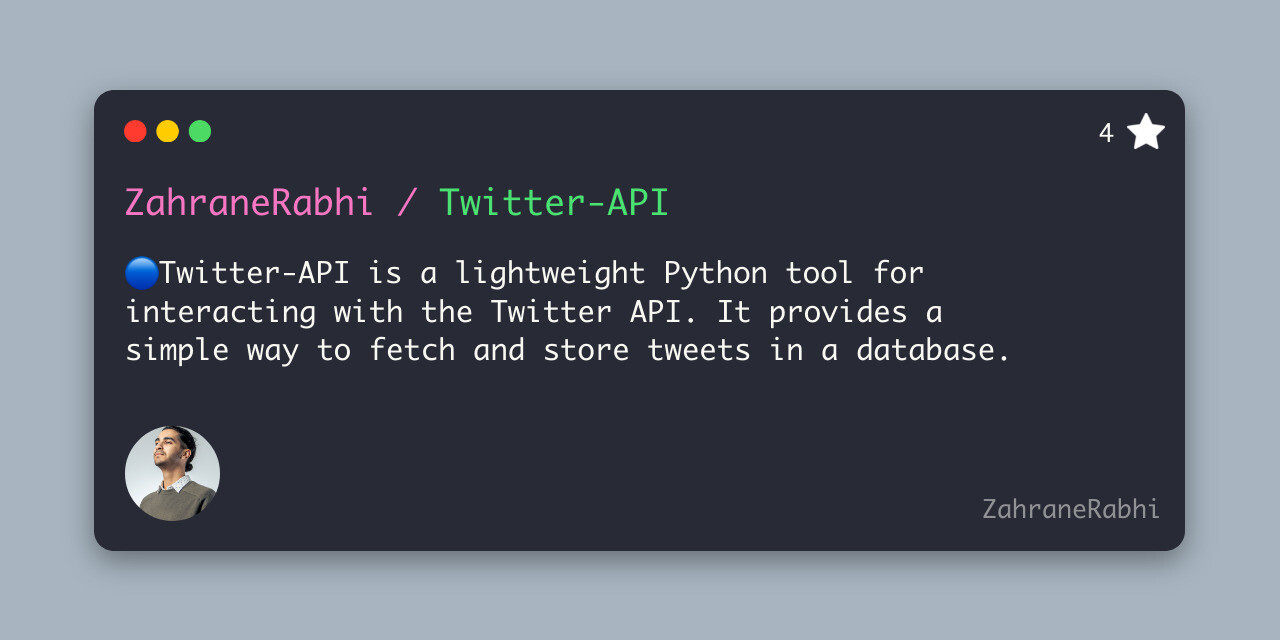 4
ZahraneRabhi / Twitter-API
🔵Twitter-API is a lightweight Python tool for
interacting with the Twitter API. It provides a
simple way to fetch and store tweets in a database.
ZahraneRabhi